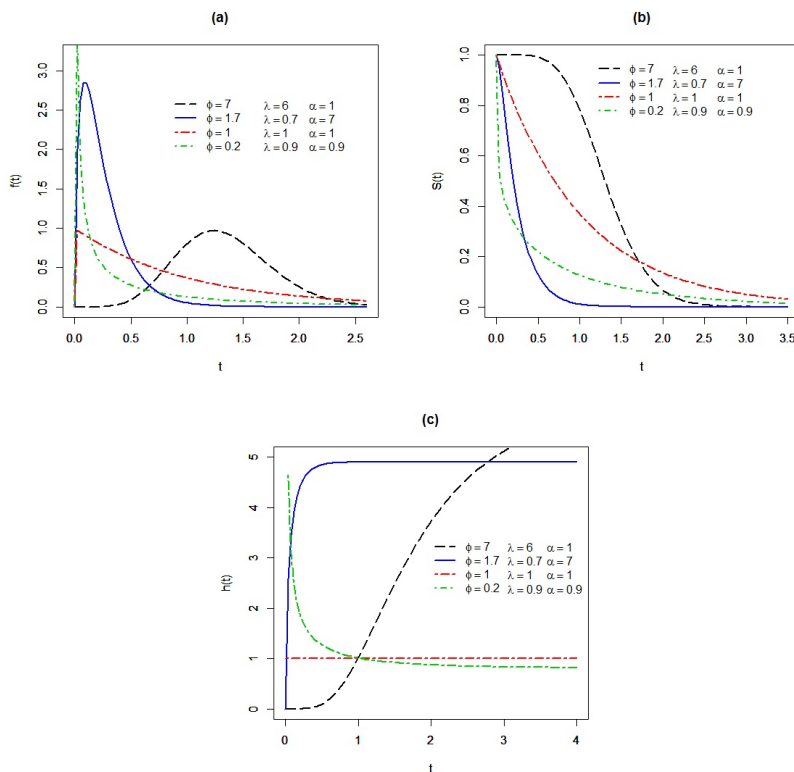 (a)
f(t)
3.0
2.5
2.0
1.5
1.0
0.5
0.0
ϕ = 7 λ = 6 α = 1
ϕ = 1.7 λ = 0.7 α = 7
ϕ = 1 λ = 1 α = 1
ϕ = 0.2 λ = 0.9 α = 0.9
0.0 0.5 1.0 1.5 2.0 2.5
t
(b)
S(t)
1.0
0.8
0.6
0.4
0.2
0.0
ϕ = 7 λ = 6 α = 1
ϕ = 1.7 λ = 0.7 α = 7
ϕ = 1 λ = 1 α = 1
ϕ = 0.2 λ = 0.9 α = 0.9
0.0 0.5 1.0 1.5 2.0 2.5 3.0 3.5
t
(c)
h(t)
5
4
3
2
1
0
ϕ = 7 λ = 6 α = 1
ϕ = 1.7 λ = 0.7 α = 7
ϕ = 1 λ = 1 α = 1
ϕ = 0.2 λ = 0.9 α = 0.9
0 1 2 3 4
t